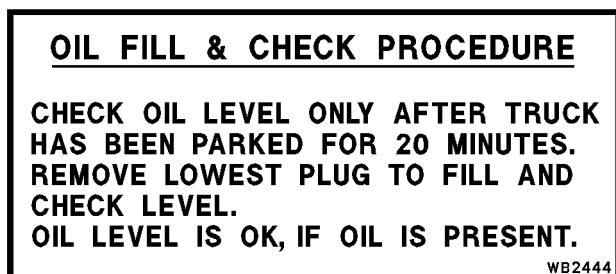 OIL FILL & CHECK PROCEDURE
CHECK OIL LEVEL ONLY AFTER TRUCK
HAS BEEN PARKED FOR 20 MINUTES.
REMOVE LOWEST PLUG TO FILL AND
CHECK LEVEL.
OIL LEVEL IS OK, IF OIL IS PRESENT.
WB2444